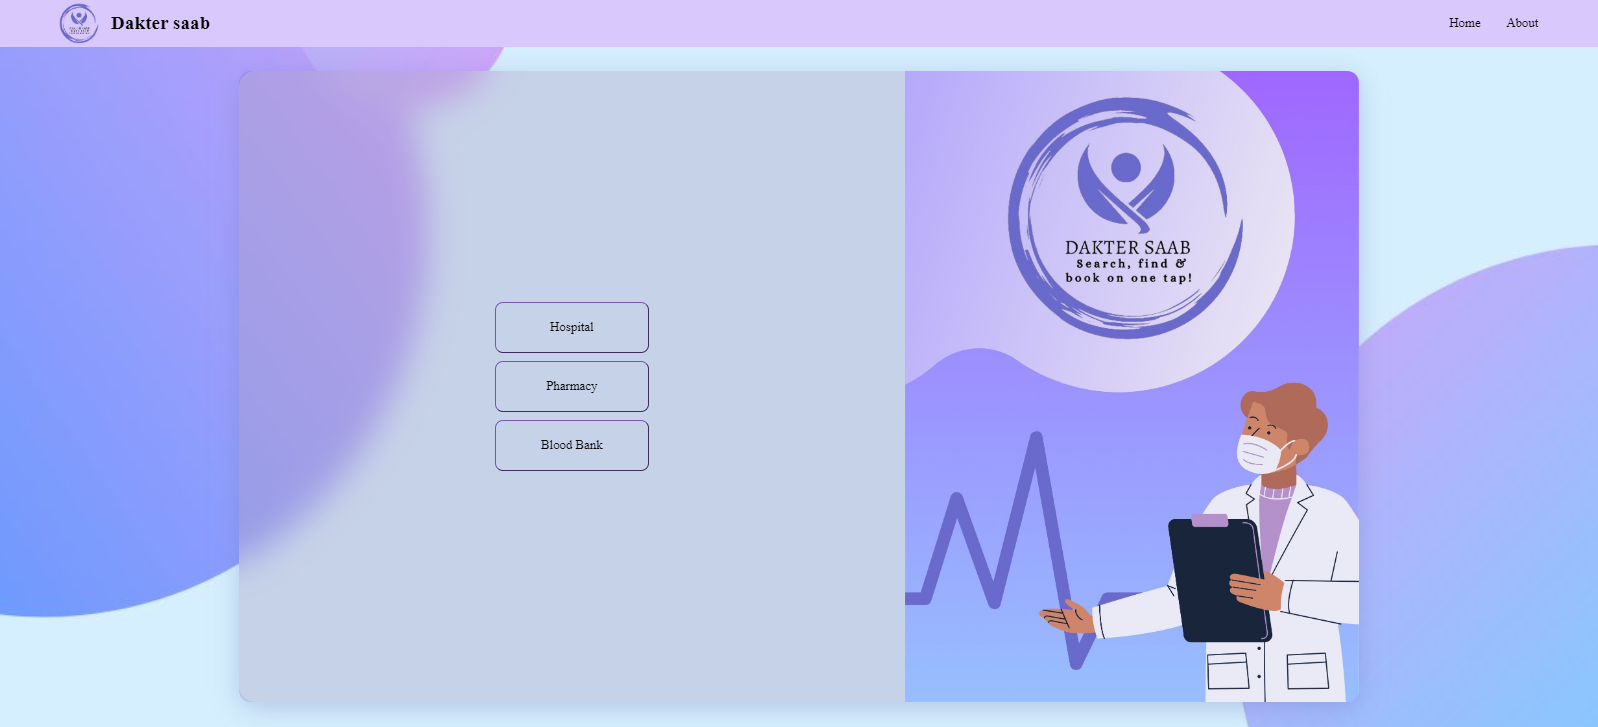 Dakter saab
Home
About
Hospital
Pharmacy
Blood Bank
DAKTER SAAB
Search, find &
book on one tap!